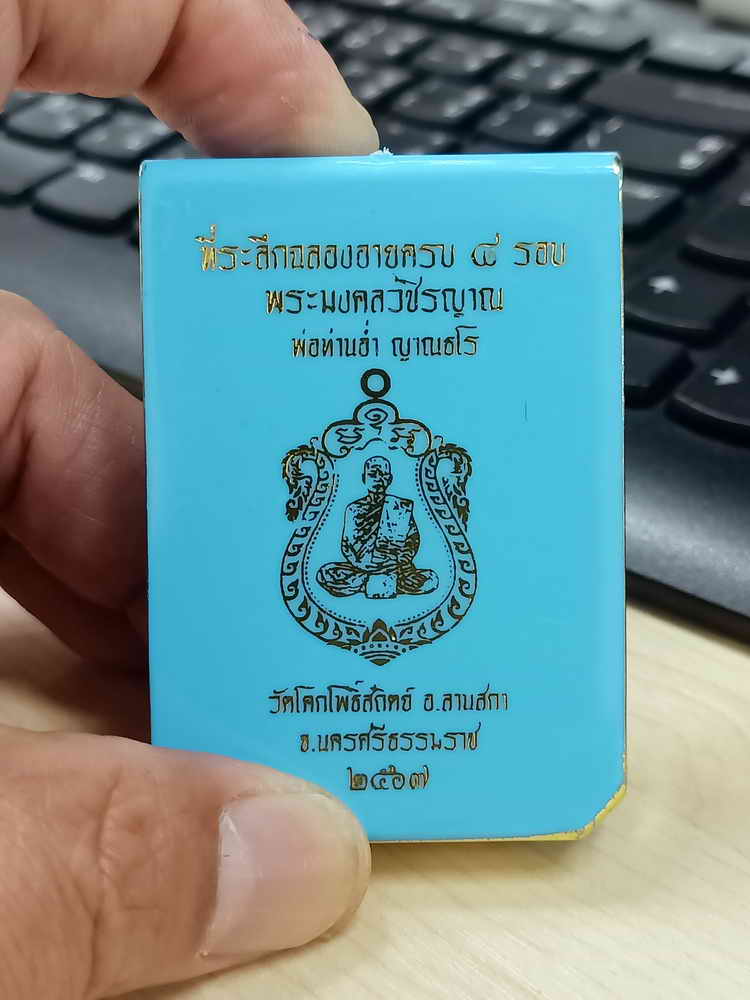 ที่ระลึกฉลองอายุครบ ๘ รอบ
พระมงคลวัชิรญาณ
พ่อท่านฮ่ำ ญาณธโร
วัดโคกโพธิ์สถิตย์ อ.ลานสกา
จ.นครศรีธรรมราช
๒๕๖๗